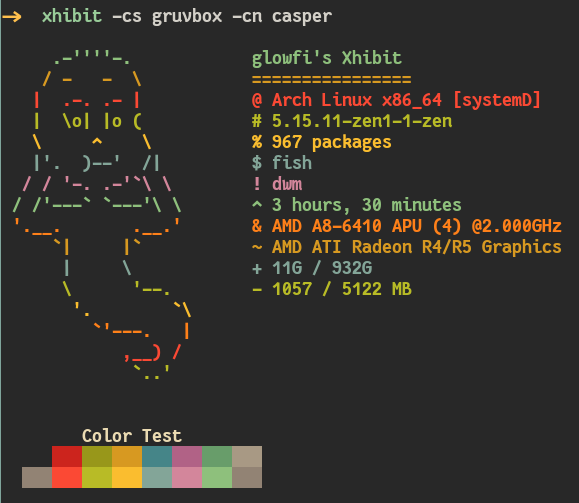 → xhibit -cs gruvbox -cn casper
glowfi's Xhibit
================
@ Arch Linux x86_64 [systemD]
# 5.15.11-zen1-1-zen
% 967 packages
$ fish
! dwm
^ 3 hours, 30 minutes
& AMD A8-6410 APU (4) @2.000GHz
~ AMD ATI Radeon R4/R5 Graphics
+ 11G / 932G
- 1057 / 5122 MB
Color Test